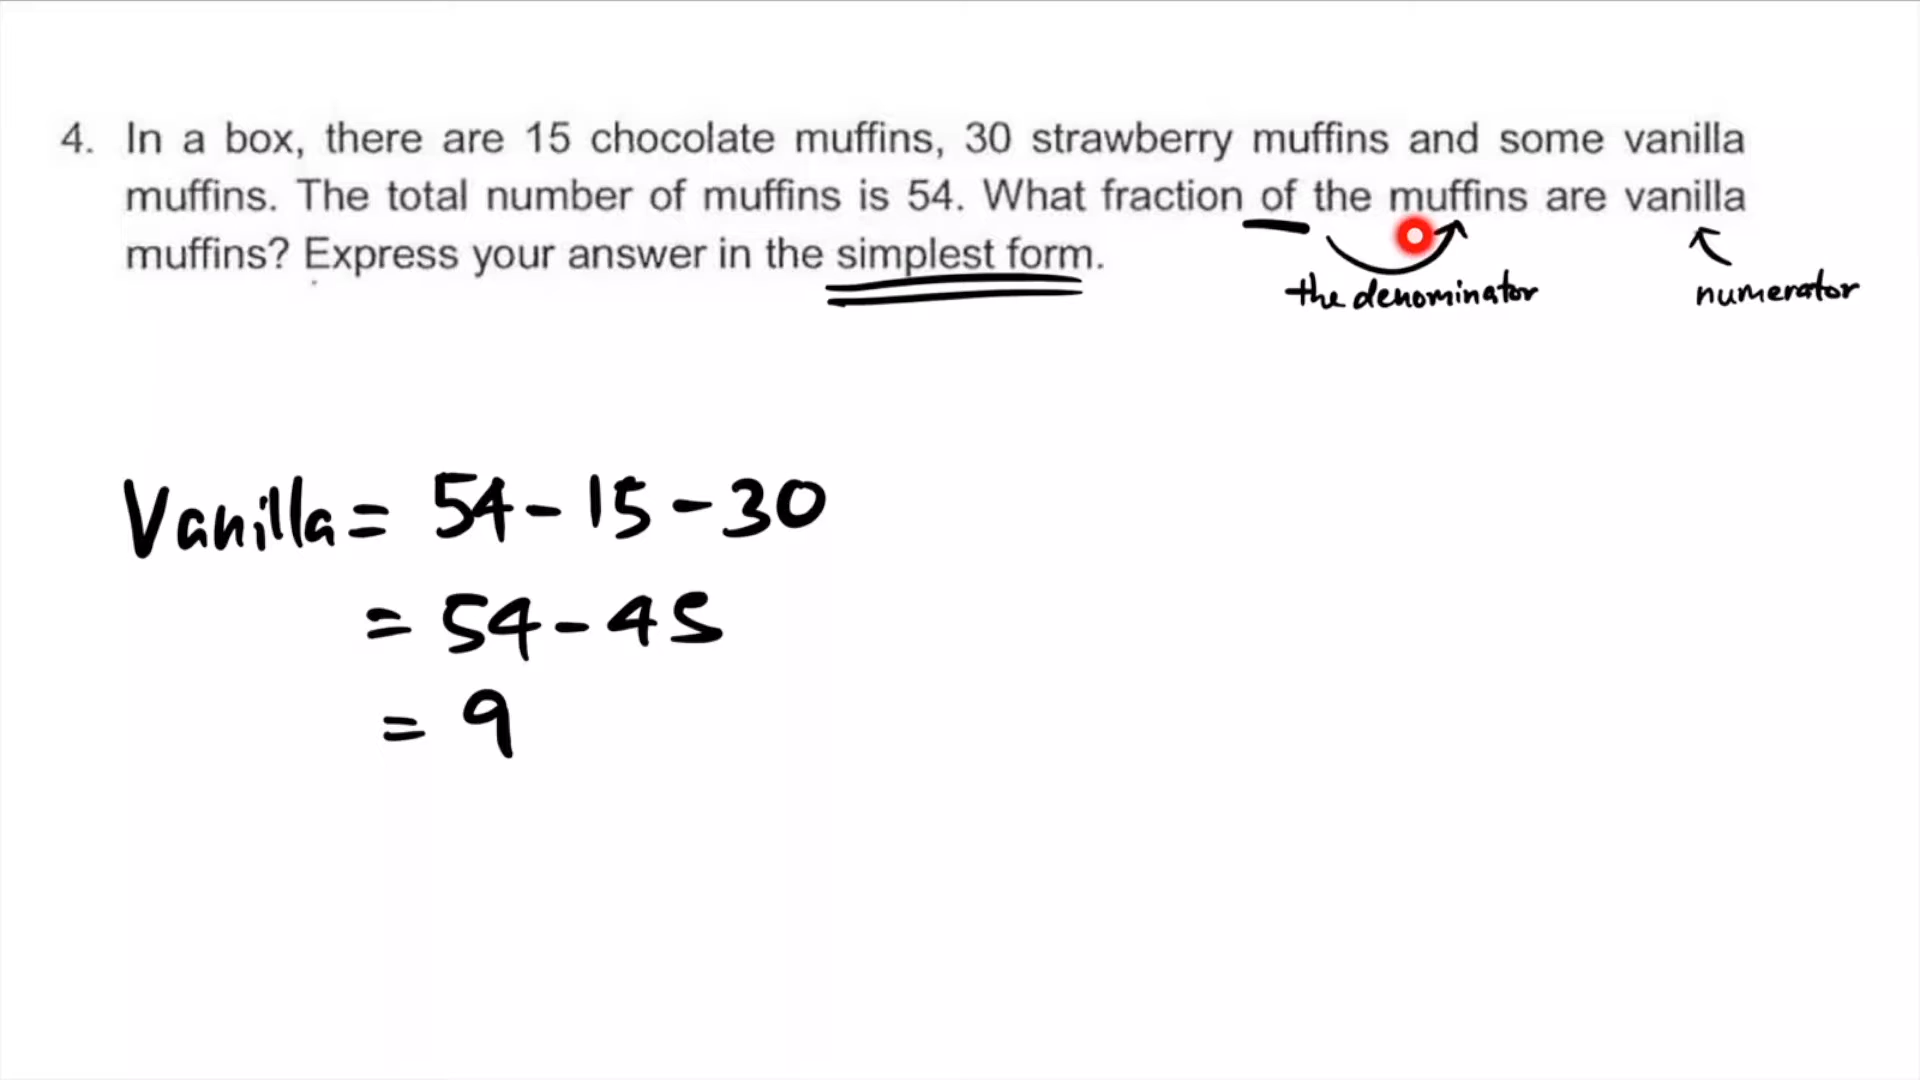 4. In a box, there are 15 chocolate muffins, 30 strawberry muffins and some vanilla
muffins. The total number of muffins is 54. What fraction of the muffins are vanilla
muffins? Express your answer in the simplest form.
the denominator
numerator
Vanilla = 54 - 15 - 30
= 54 - 45
= 9